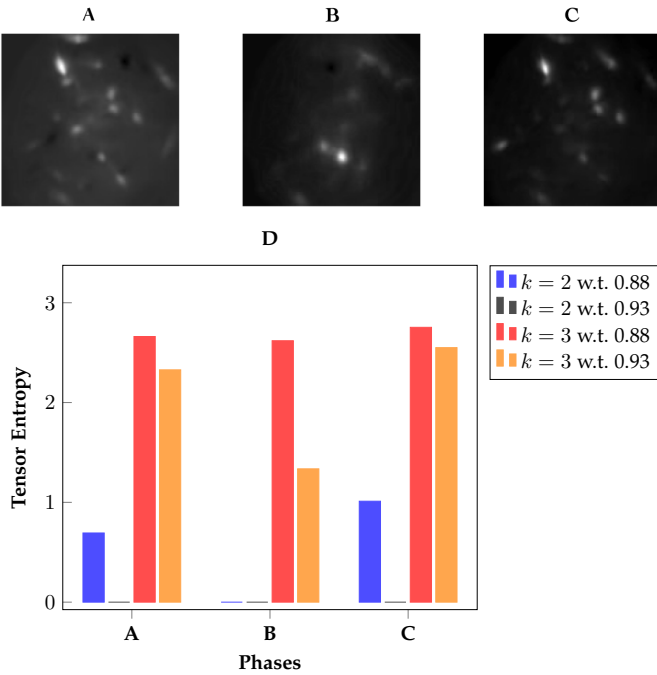 A
B
C
D
3
2
1
0
Tensor Entropy
A
B
C
Phases
k = 2 w.t. 0.88
k = 2 w.t. 0.93
k = 3 w.t. 0.88
k = 3 w.t. 0.93